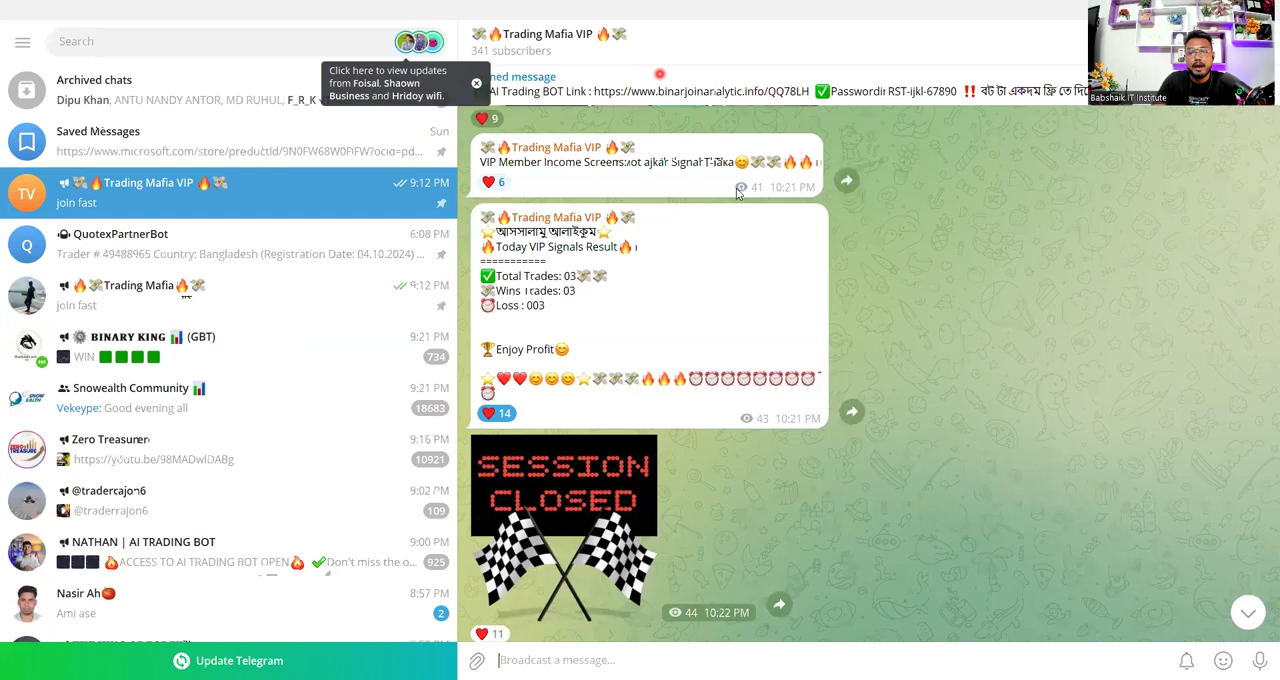 Search
Click here to view updates
from Foisal, Shaown
Business and Hridoy wifi.
Archived chats
Dipu Khan, ANTU NANDY ANTOR, MD RUHUL, F_R_K
Saved Messages
Sun
https://www.microsoft.com/store/productId/9N0FW68W0FJFW?ocid=pd...
TV
💸🔥Trading Mafia VIP 🔥💸
9:12 PM
join fast
Q
QuotexPartnerBot
6:08 PM
Trader # 49488965 Country: Bangladesh (Registration Date: 04.10.2024) ...
🔥💸Trading Mafia🔥💸
9:12 PM
join fast
BINARY KING 📊 (GBT)
9:21 PM
WIN 🟩🟩🟩🟩
734
Snowealth Community 📊
9:21 PM
Vekeype: Good evening all
18683
Zero Treasurer
9:16 PM
https://youtu.be/98MADwIDABg
10921
9:02 PM
109
NATHAN | AI TRADING BOT
9:00 PM
🔥ACCESS TO AI TRADING BOT OPEN🔥 ✅Don't miss the o...
925
Nasir Ah🍎
8:57 PM
Ami ase
2
Update Telegram
💸🔥Trading Mafia VIP 🔥💸
341 subscribers
message
AI Trading BOT Link : https://www.binarjoinanalytic.info/QQ78LH ✅Password: RST-ijkl-67890 ‼️ বট টা একদম ফ্রি তে
Babshaik IT Institute
❤️ 9
💸🔥Trading Mafia VIP 🔥💸
VIP Member Income Screenshot ajkar Signal 😊💸💸🔥🔥
❤️ 6
41 10:21 PM
💸🔥Trading Mafia VIP 🔥💸
⭐আসসালামু আলাইকুম⭐
🔥Today VIP Signals Result🔥
===========
✅Total Trades: 03💸💸
💸Wins Trades: 03
⏰Loss : 003
🏆Enjoy Profit😊
⭐❤️❤️😊😊😊⭐💸💸💸🔥🔥🔥⏰⏰⏰⏰⏰⏰⏰⏰
⏰
❤️ 14
43 10:21 PM
SESSION
CLOSED
44 10:22 PM
❤️ 11
Broadcast a message...